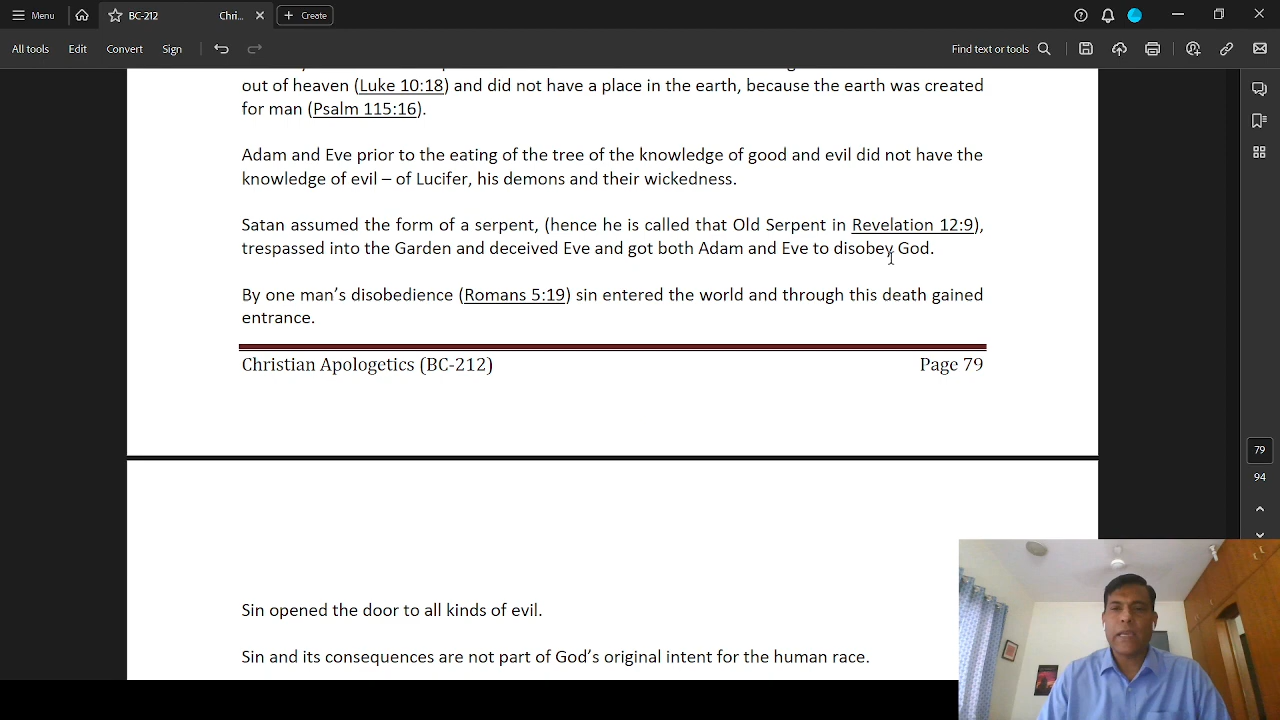 Menu BC-212 Chri... Create
All tools Edit Convert Sign Find text or tools
out of heaven (Luke 10:18) and did not have a place in the earth, because the earth was created
for man (Psalm 115:16).
Adam and Eve prior to the eating of the tree of the knowledge of good and evil did not have the
knowledge of evil – of Lucifer, his demons and their wickedness.
Satan assumed the form of a serpent, (hence he is called that Old Serpent in Revelation 12:9),
trespassed into the Garden and deceived Eve and got both Adam and Eve to disobey God.
By one man’s disobedience (Romans 5:19) sin entered the world and through this death gained
entrance.
Christian Apologetics (BC-212) Page 79
79
94
Sin opened the door to all kinds of evil.
Sin and its consequences are not part of God’s original intent for the human race.